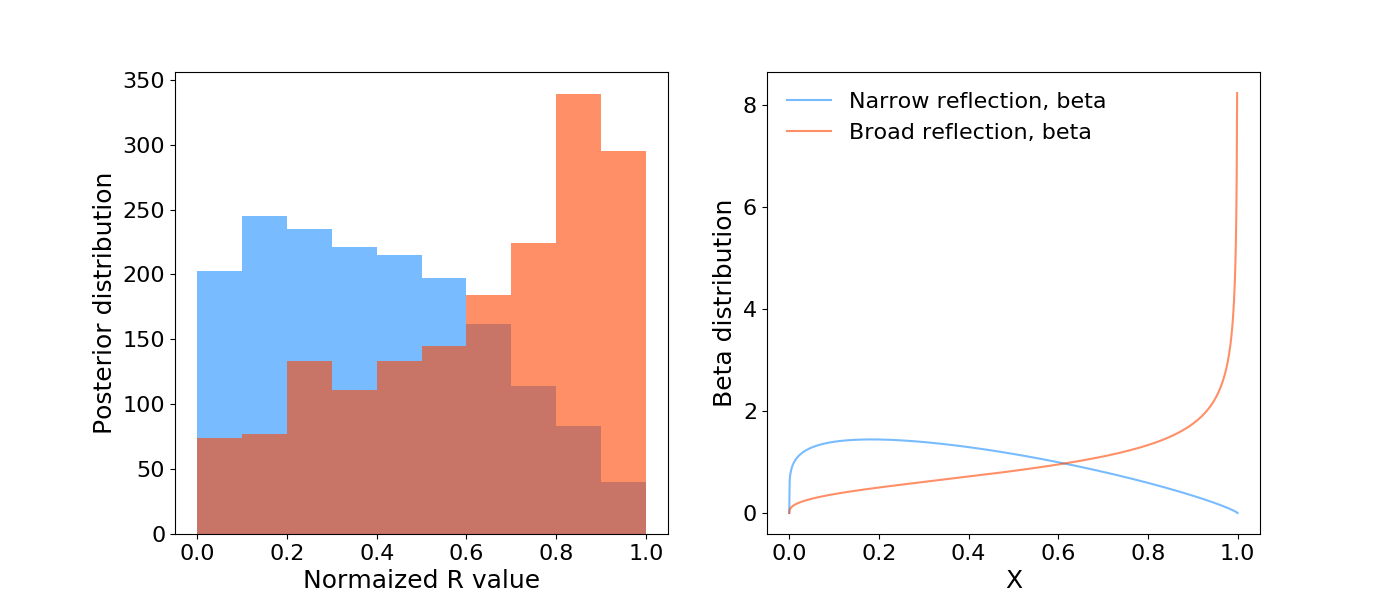 350
300
250
200
150
100
50
0
0.0 0.2 0.4 0.6 0.8 1.0
Normaized R value
Posterior distribution
Narrow reflection, beta
Broad reflection, beta
8
6
4
2
0
0.0 0.2 0.4 0.6 0.8 1.0
X
Beta distribution